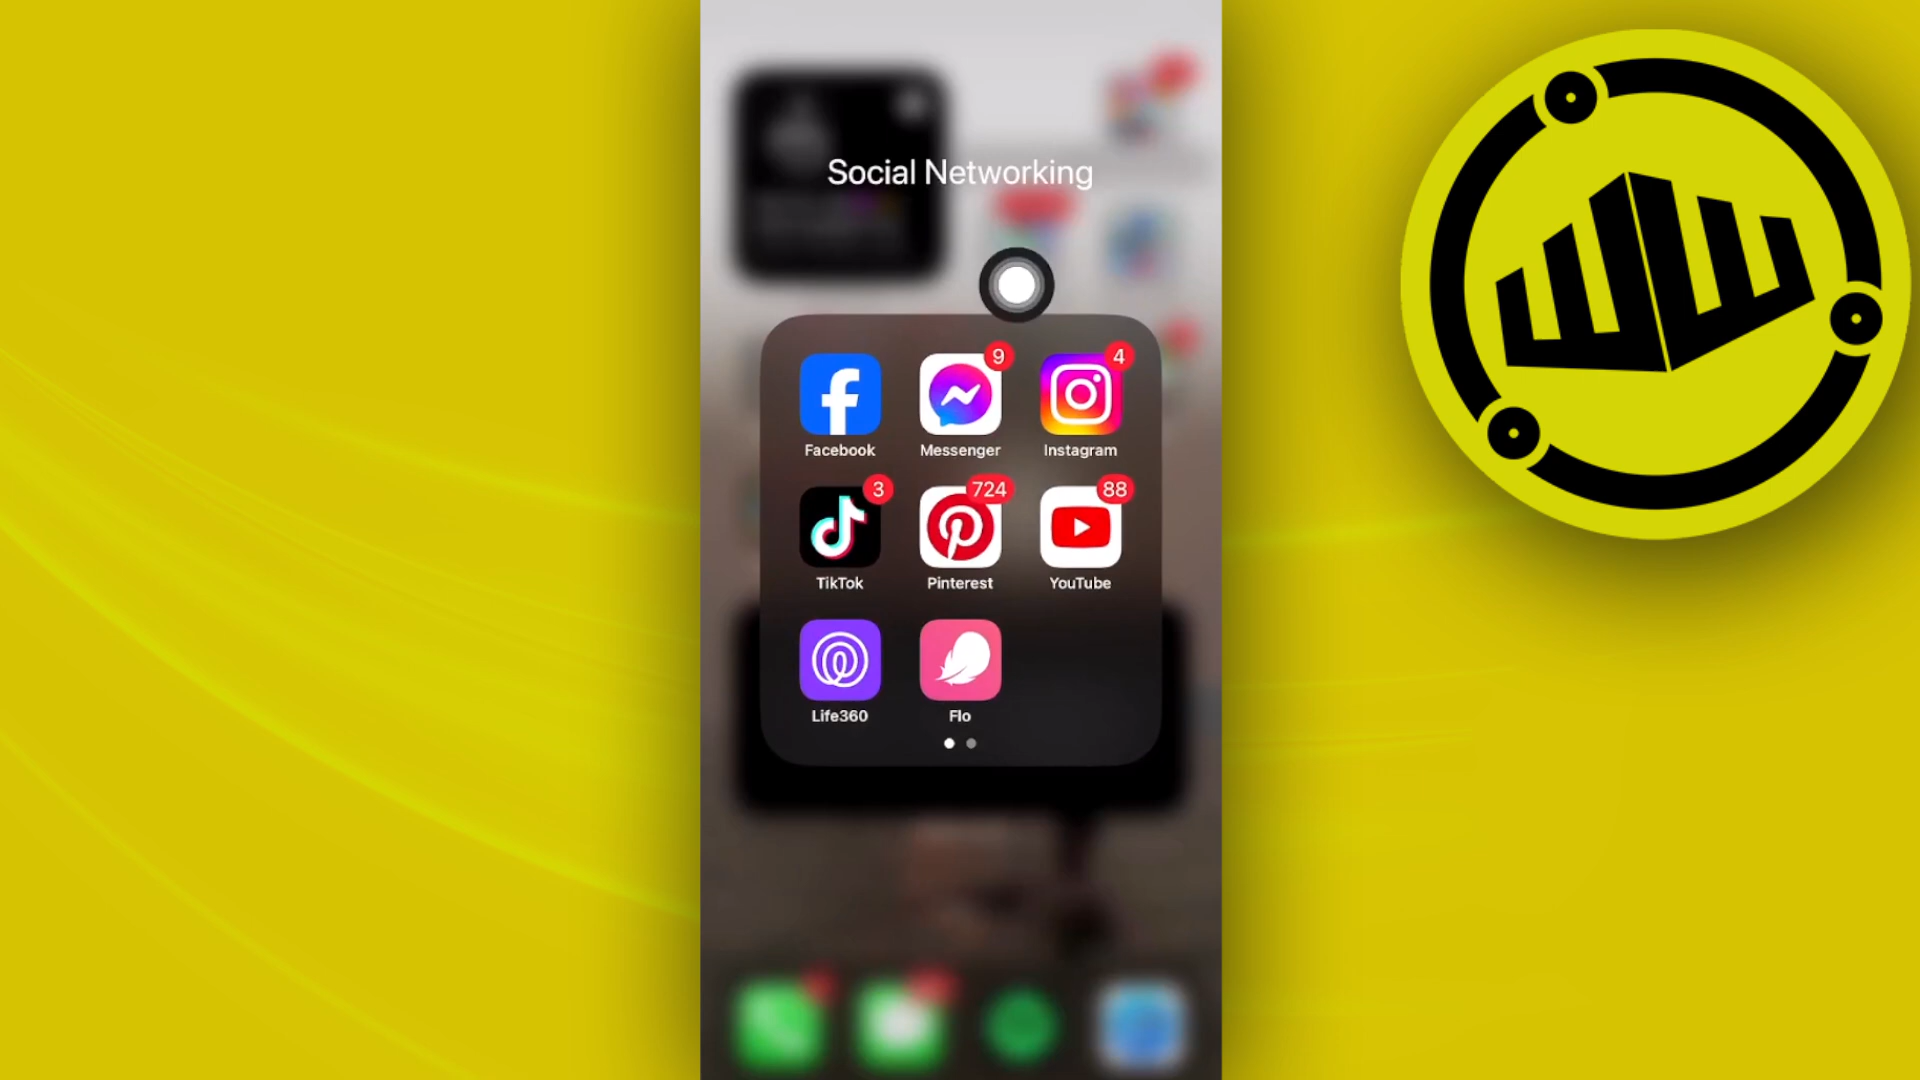 Social Networking
9
4
Facebook
Messenger
Instagram
3
724
88
TikTok
Pinterest
YouTube
Life360
Flo